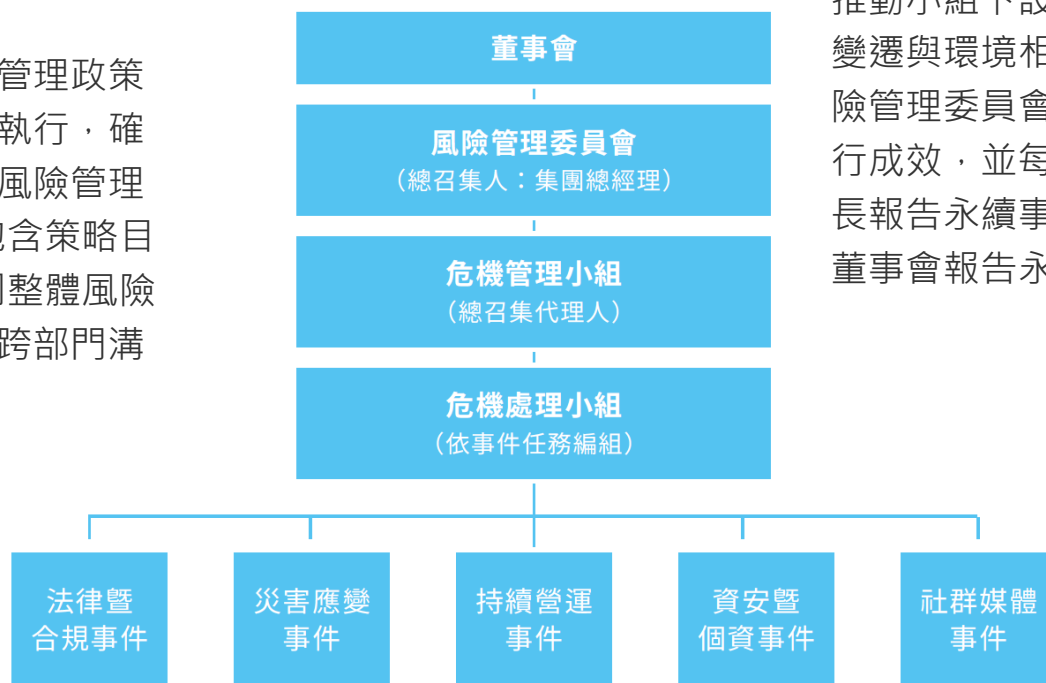 管理政策
執行，確
風險管理
含策略目
整體風險
跨部門溝
董事會
風險管理委員會
（總召集人：集團總經理）
危機管理小組
（總召集代理人）
危機處理小組
（依事件任務編組）
法律暨
合規事件
災害應變
事件
持續營運
事件
資安暨
個資事件
社群媒體
事件
推動小組下設
變遷與環境相
險管理委員會
行成效，並每
長報告永續事
董事會報告永